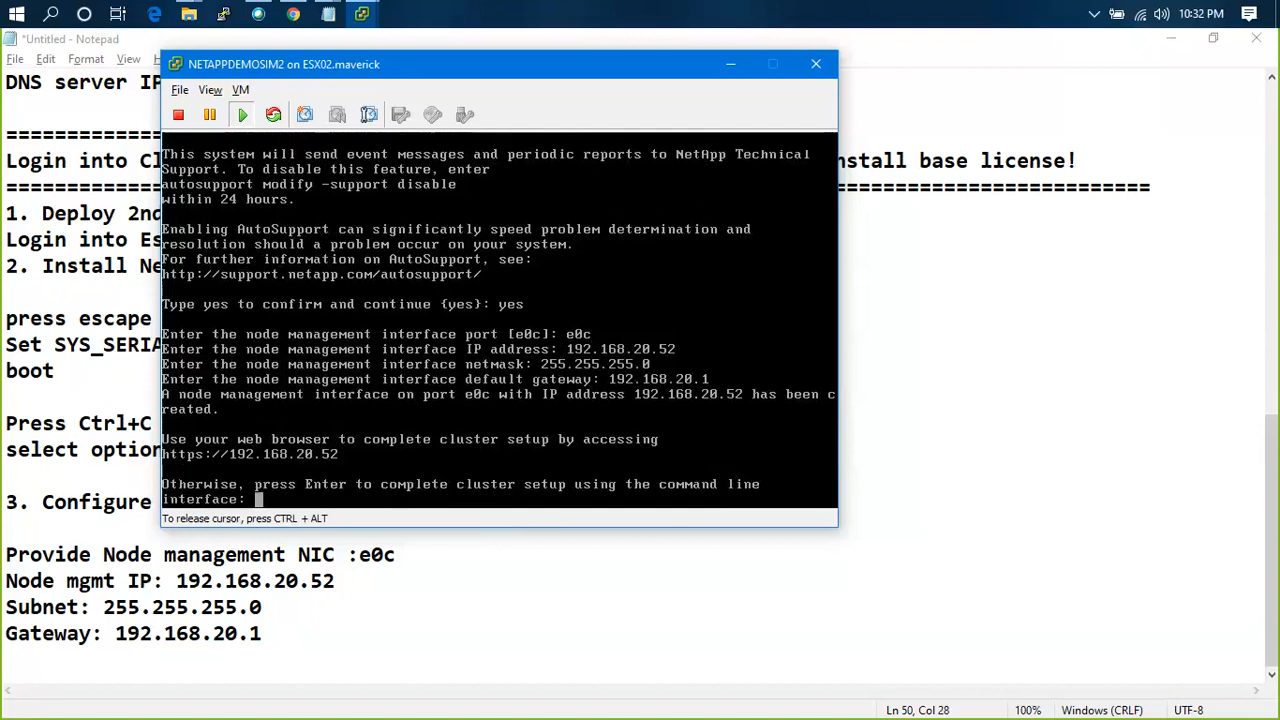 10:32 PM
*Untitled - Notepad
File Edit Format View H
DNS server IP
================
Login into Cl
nstall base license!
1. Deploy 2nd
Login into Es
2. Install Ne
press escape
Set SYS_SERIA
boot
Press Ctrl+C
select option
3. Configure
Provide Node management NIC :e0c
Node mgmt IP: 192.168.20.52
Subnet: 255.255.255.0
Gateway: 192.168.20.1
Ln 50, Col 28 100% Windows (CRLF) UTF-8
NETAPPDEMOSIM2 on ESX02.maverick
File View VM
This system will send event messages and periodic reports to NetApp Technical
Support. To disable this feature, enter
autosupport modify -support disable
within 24 hours.
Enabling AutoSupport can significantly speed problem determination and
resolution should a problem occur on your system.
For further information on AutoSupport, see:
http://support.netapp.com/autosupport/
Type yes to confirm and continue {yes}: yes
Enter the node management interface port [e0c]: e0c
Enter the node management interface IP address: 192.168.20.52
Enter the node management interface netmask: 255.255.255.0
Enter the node management interface default gateway: 192.168.20.1
A node management interface on port e0c with IP address 192.168.20.52 has been c
reated.
Use your web browser to complete cluster setup by accessing
https://192.168.20.52
Otherwise, press Enter to complete cluster setup using the command line
interface:
To release cursor, press CTRL + ALT